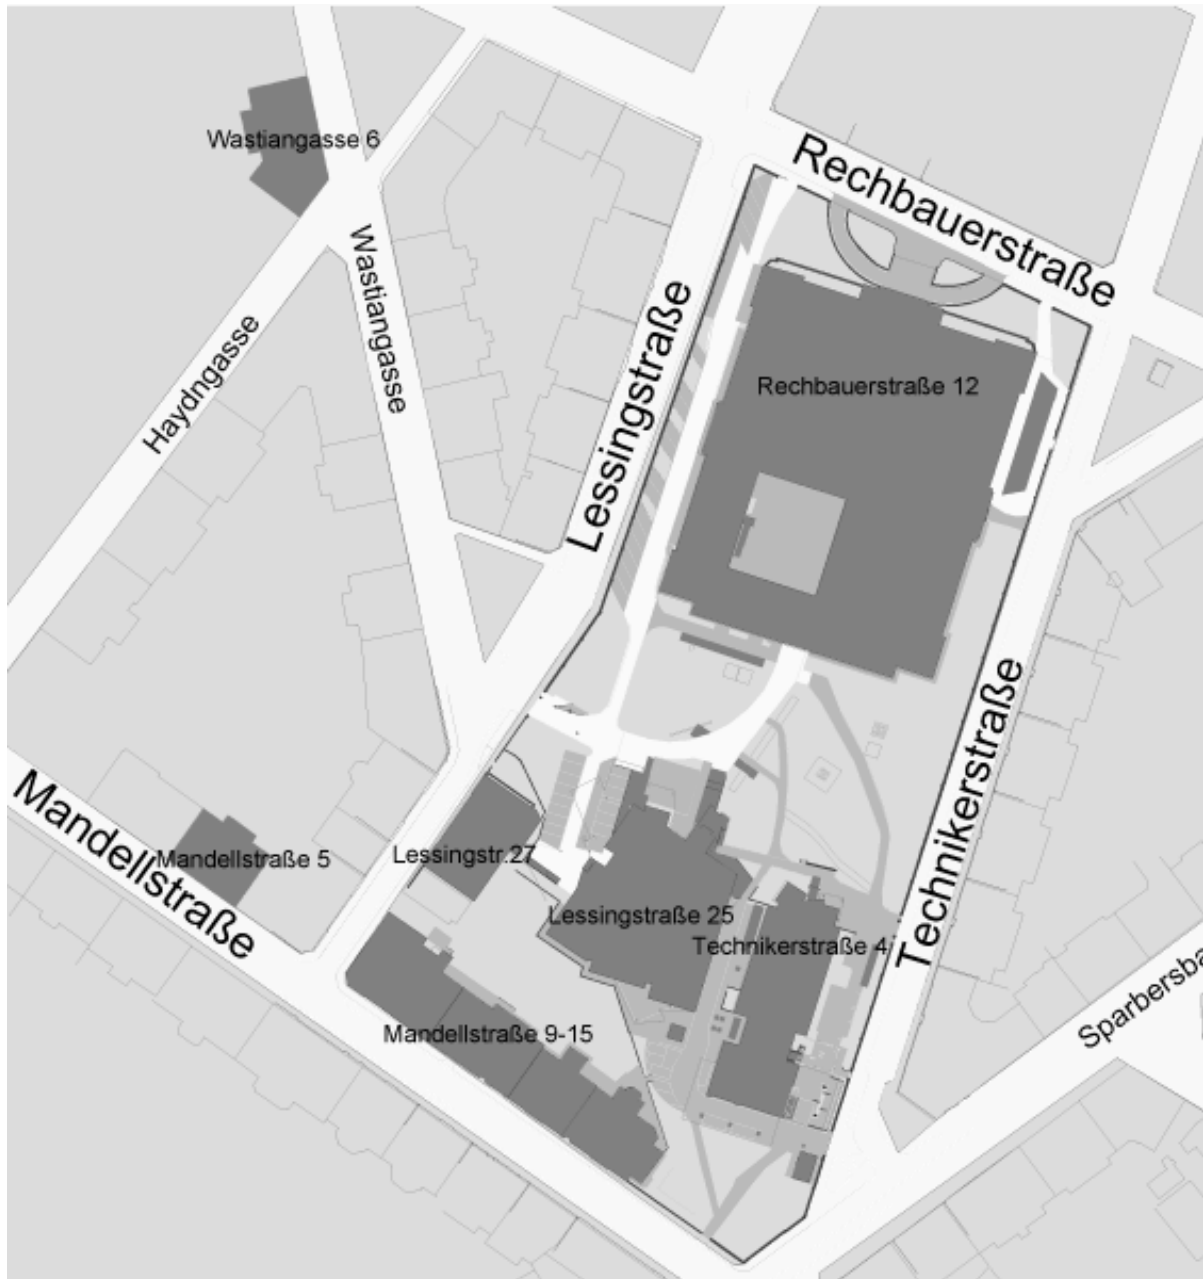 Wastiangasse 6
Rechbauerstraße
Wastiangasse
Haydngasse
Lessingstraße
Rechbauerstraße 12
Technikerstraße
Mandellstraße
Mandellstraße 5
Lessingstr.27
Lessingstraße 25
Technikerstraße 4
Mandellstraße 9-15
Sparbersba